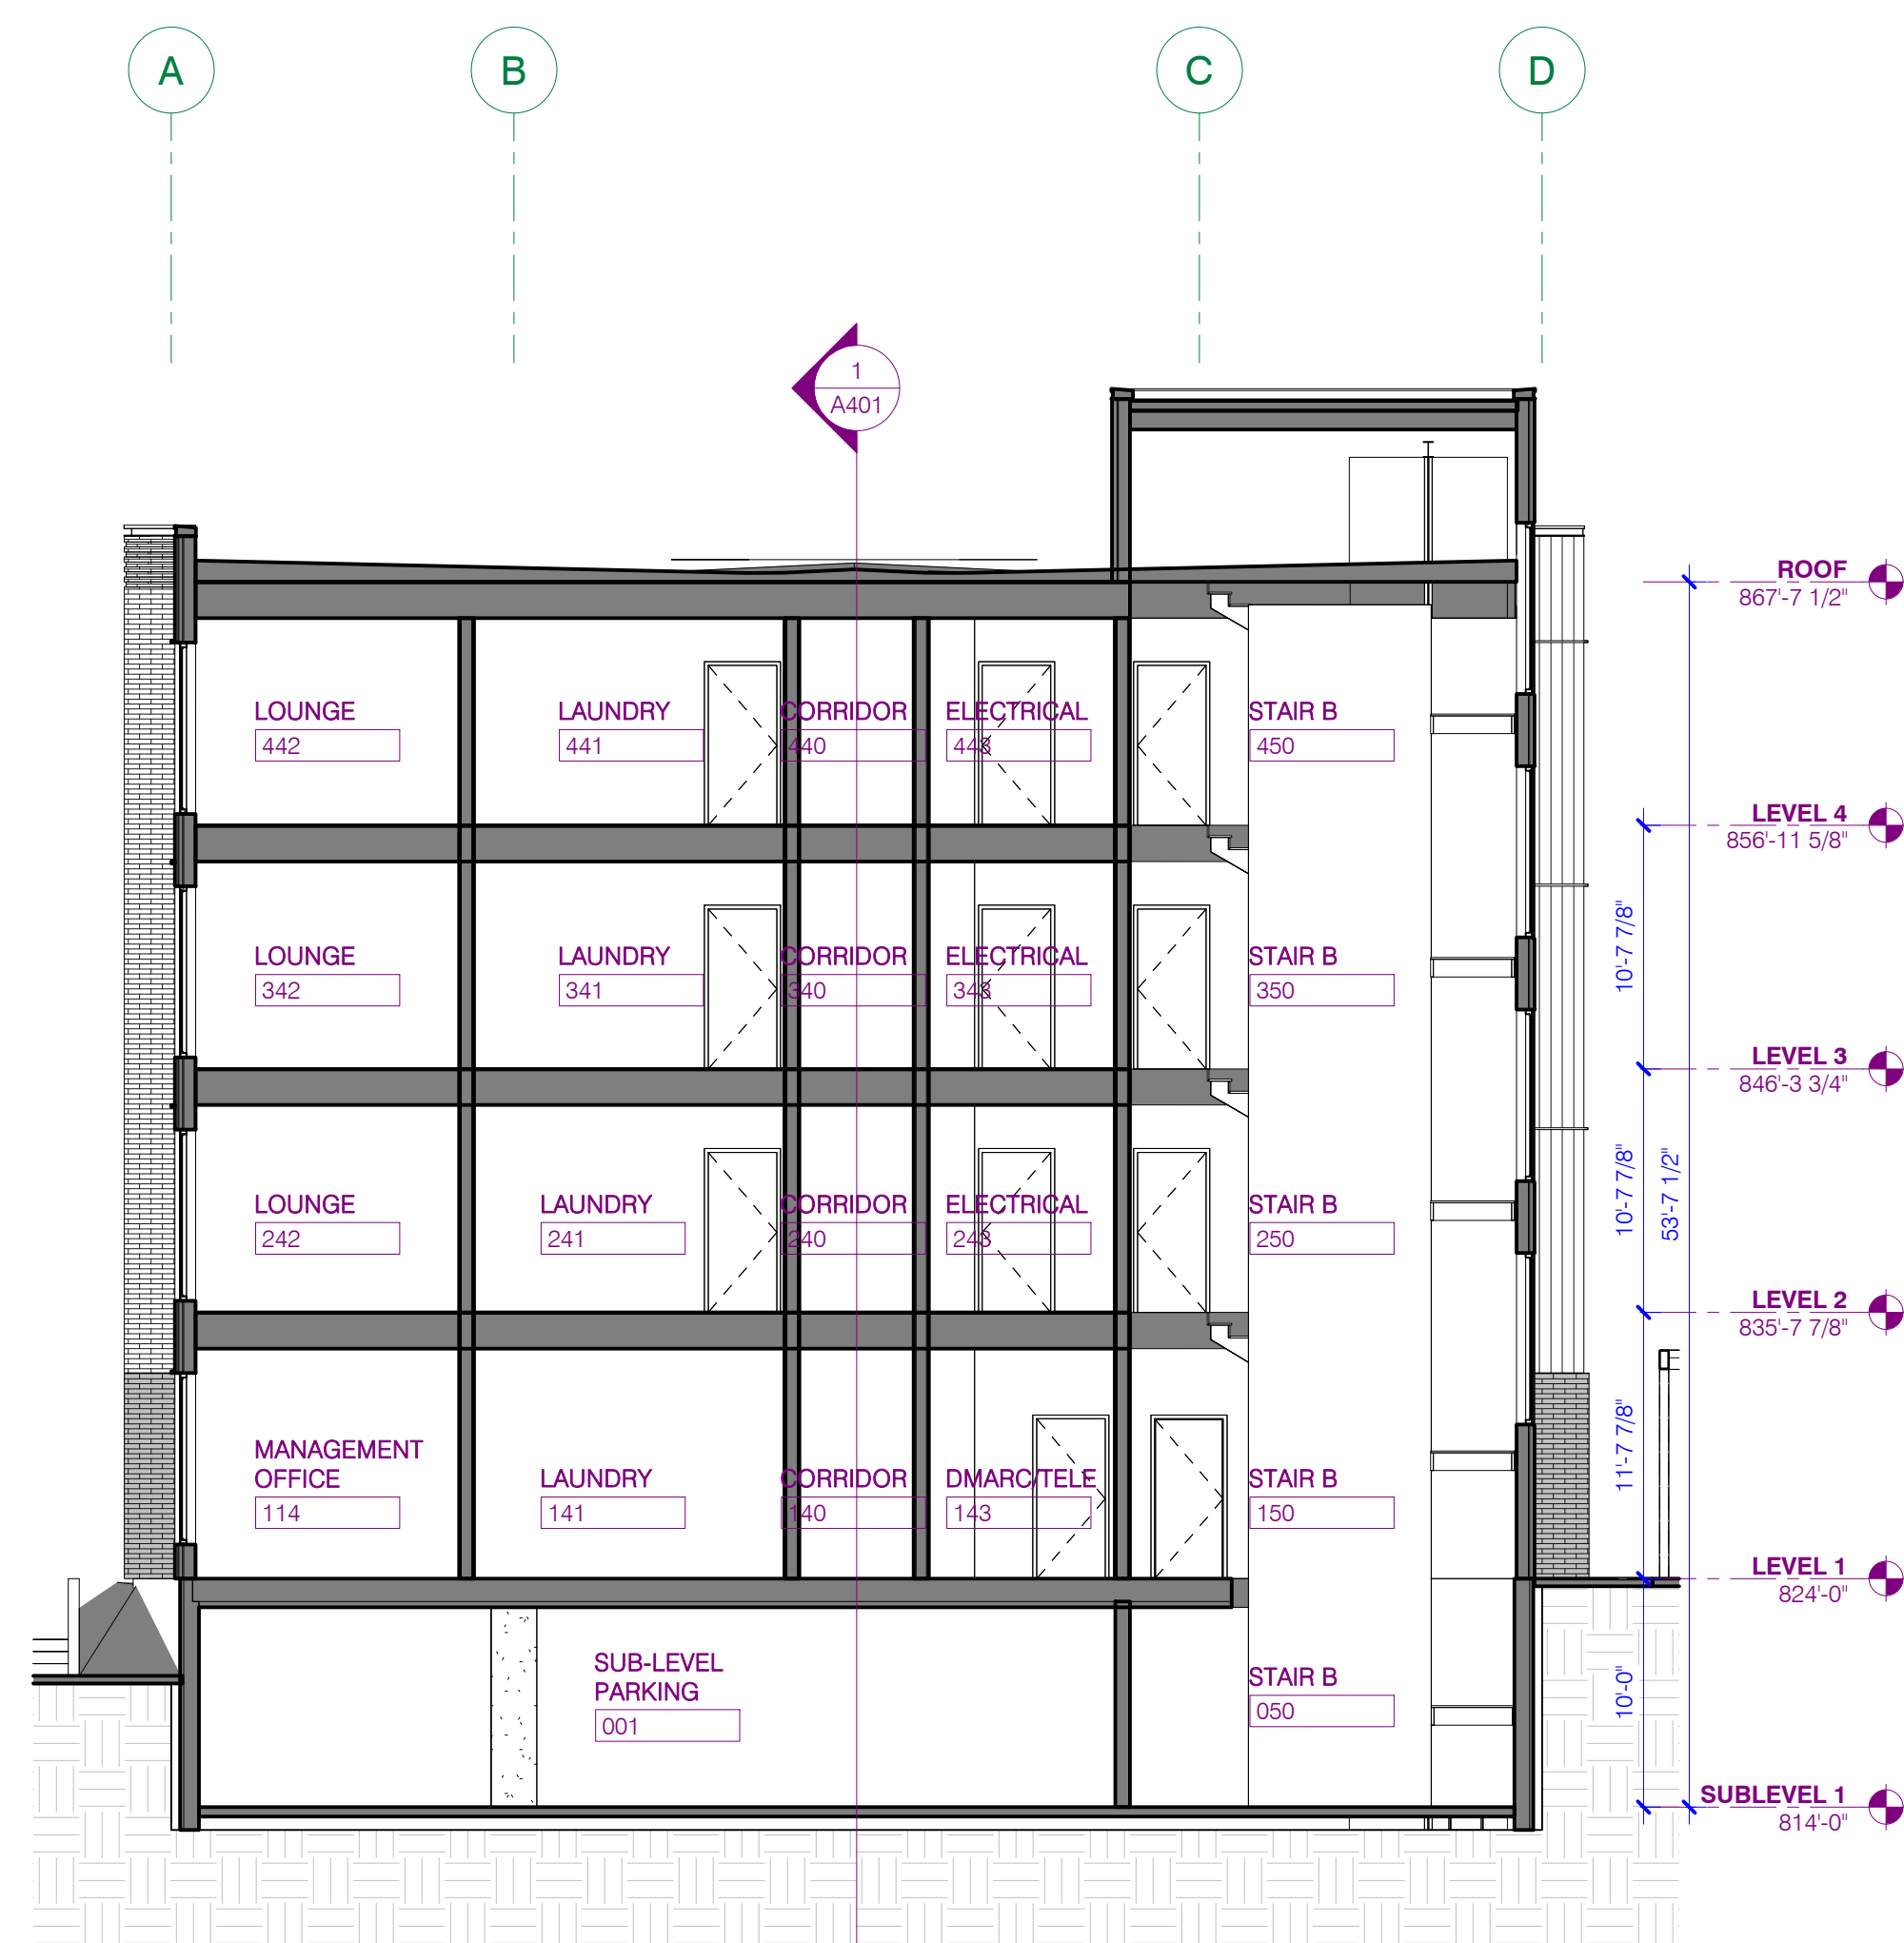 A
B
C
D
1
A401
ROOF
867'-7 1/2"
LOUNGE
442
LAUNDRY
441
CORRIDOR
440
ELECTRICAL
443
STAIR B
450
LEVEL 4
856'-11 5/8"
10'-7 7/8"
LOUNGE
342
LAUNDRY
341
CORRIDOR
340
ELECTRICAL
343
STAIR B
350
LEVEL 3
846'-3 3/4"
10'-7 7/8"
53'-7 1/2"
LOUNGE
242
LAUNDRY
241
CORRIDOR
240
ELECTRICAL
243
STAIR B
250
LEVEL 2
835'-7 7/8"
11'-7 7/8"
MANAGEMENT
OFFICE
114
LAUNDRY
141
CORRIDOR
140
DMARC/TELE
143
STAIR B
150
LEVEL 1
824'-0"
10'-0"
SUB-LEVEL
PARKING
001
STAIR B
050
SUBLEVEL 1
814'-0"